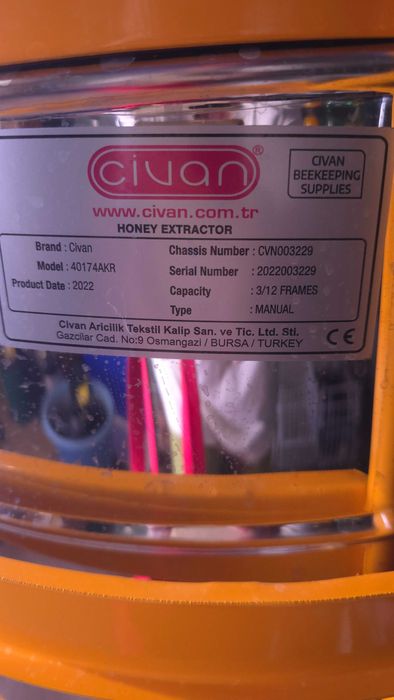 civan®
CIVAN
BEEKEEPING
SUPPLIES
www.civan.com.tr
HONEY EXTRACTOR
Brand : Civan
Model : 40174AKR
Product Date : 2022
Chassis Number : CVN003229
Serial Number : 2022003229
Capacity : 3/12 FRAMES
Type : MANUAL
Civan Aricilik Tekstil Kalip San. ve Tic. Ltd. Sti.
Gazcilar Cad. No:9 Osmangazi / BURSA / TURKEY
CE